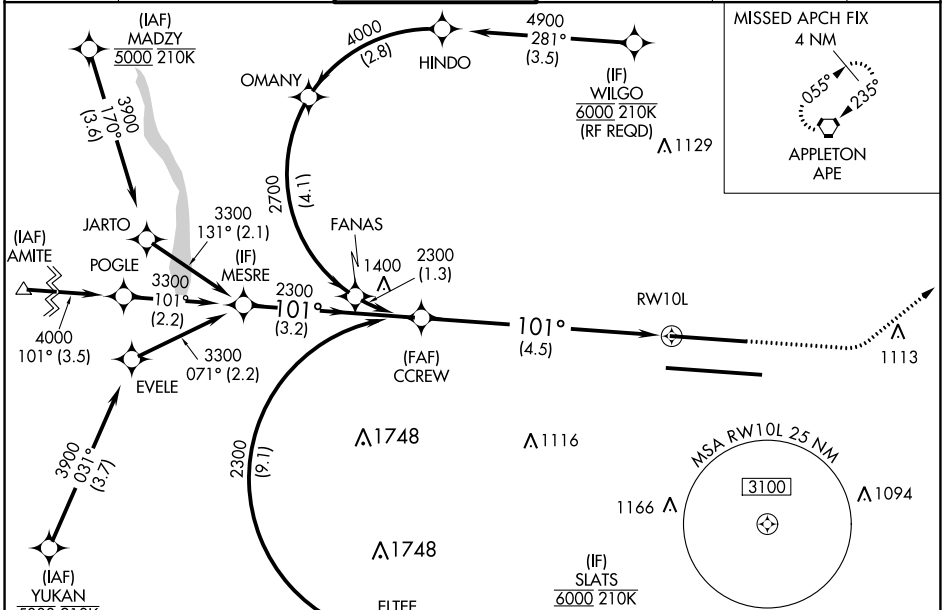 (IAF)
MADZY
5000 210K
3900
170°
(3.6)
4000
(2.8)
OMANY
HINDO
4900
281°
(3.5)
(IF)
WILGO
6000 210K
(RF REQD)
1129
MISSED APCH FIX
4 NM
055°
235°
APPLETON
APE
2700
(4.1)
JARTO
3300
131° (2.1)
(IAF)
AMITE
POGLE
3300
101°
(2.2)
4000
101° (3.5)
(IF)
MESRE
2300
101°
(3.2)
FANAS
1400
2300
(1.3)
(FAF)
CCREW
101°
(4.5)
RW10L
1113
3300
071° (2.2)
EVELE
3900
031°
(3.7)
(IAF)
YUKAN
5000 210K
2300
(9.1)
1748
1116
1748
ELTEE
(IF)
SLATS
6000 210K
MSA RW10L 25 NM
3100
1166
1094